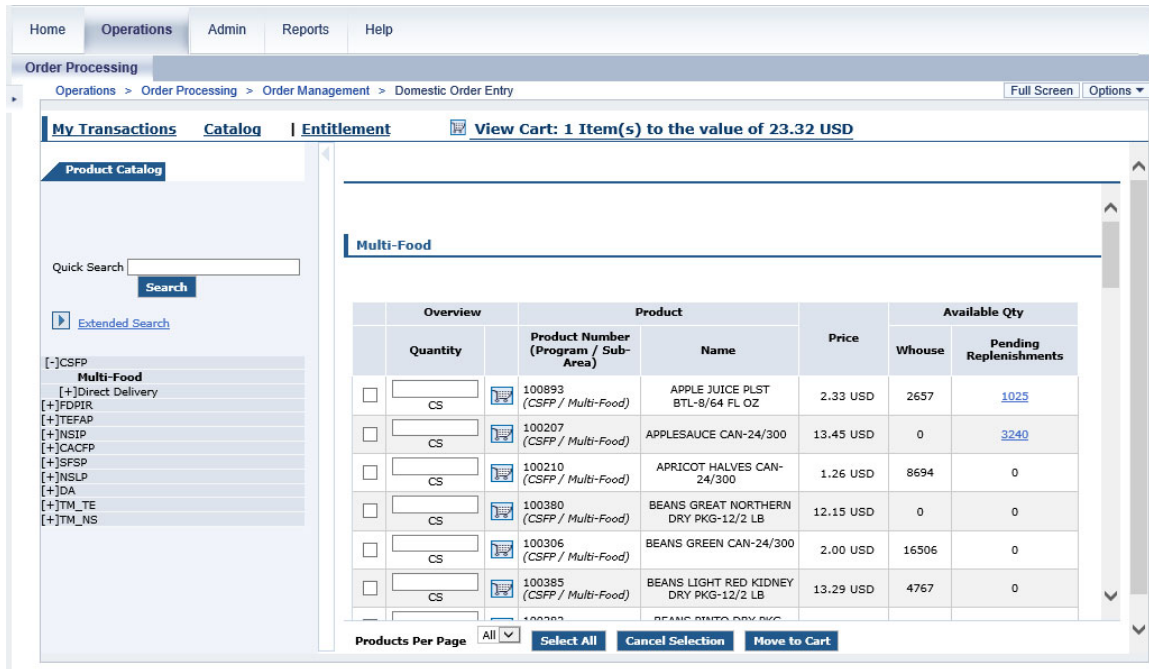 Home Operations Admin Reports Help
Order Processing
Operations > Order Processing > Order Management > Domestic Order Entry Full Screen Options
My Transactions Catalog | Entitlement View Cart: 1 Item(s) to the value of 23.32 USD
Product Catalog
Multi-Food
Quick Search
Search
Extended Search
[-]CSFP
Multi-Food
[+]Direct Delivery
[+]FDPIR
[+]TEFAP
[+]NSIP
[+]CACFP
[+]SFSP
[+]NSLP
[+]DA
[+]TM_TE
[+]TM_NS
Overview Product Price Available Qty
Quantity Product Number (Program / Sub-Area) Name Whouse Pending Replenishments
CS 100893 (CSFP / Multi-Food) APPLE JUICE PLST BTL-8/64 FL OZ 2.33 USD 2657 1025
CS 100207 (CSFP / Multi-Food) APPLESAUCE CAN-24/300 13.45 USD 0 3240
CS 100210 (CSFP / Multi-Food) APRICOT HALVES CAN-24/300 1.26 USD 8694 0
CS 100380 (CSFP / Multi-Food) BEANS GREAT NORTHERN DRY PKG-12/2 LB 12.15 USD 0 0
CS 100306 (CSFP / Multi-Food) BEANS GREEN CAN-24/300 2.00 USD 16506 0
CS 100385 (CSFP / Multi-Food) BEANS LIGHT RED KIDNEY DRY PKG-12/2 LB 13.29 USD 4767 0
Products Per Page All Select All Cancel Selection Move to Cart